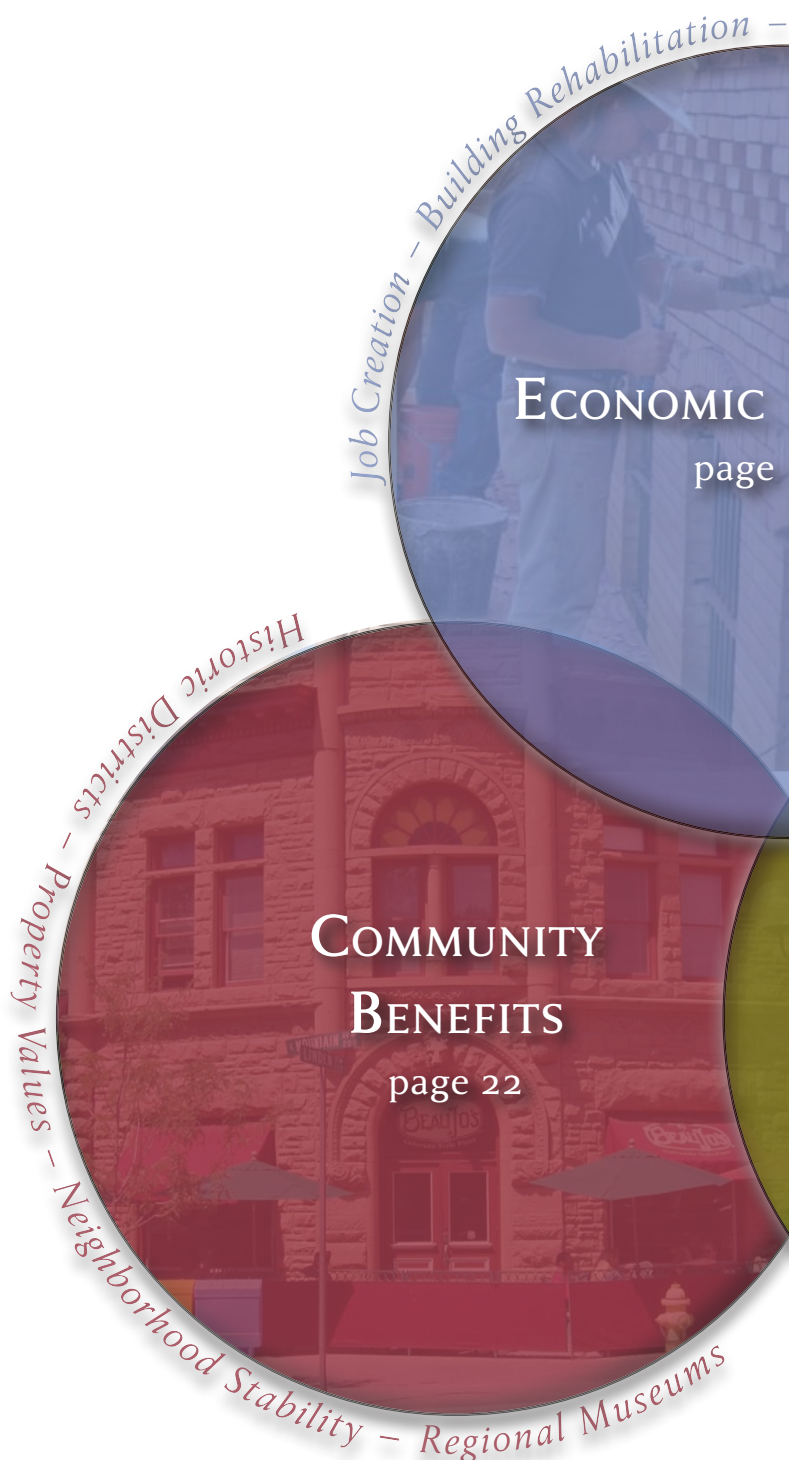 Job Creation – Building Rehabilitation –
Economic
page
Historic Districts – Property Values – Neighborhood Stability – Regional Museums
Community
Benefits
page 22
BEAUJO'S
BEAUJO'S